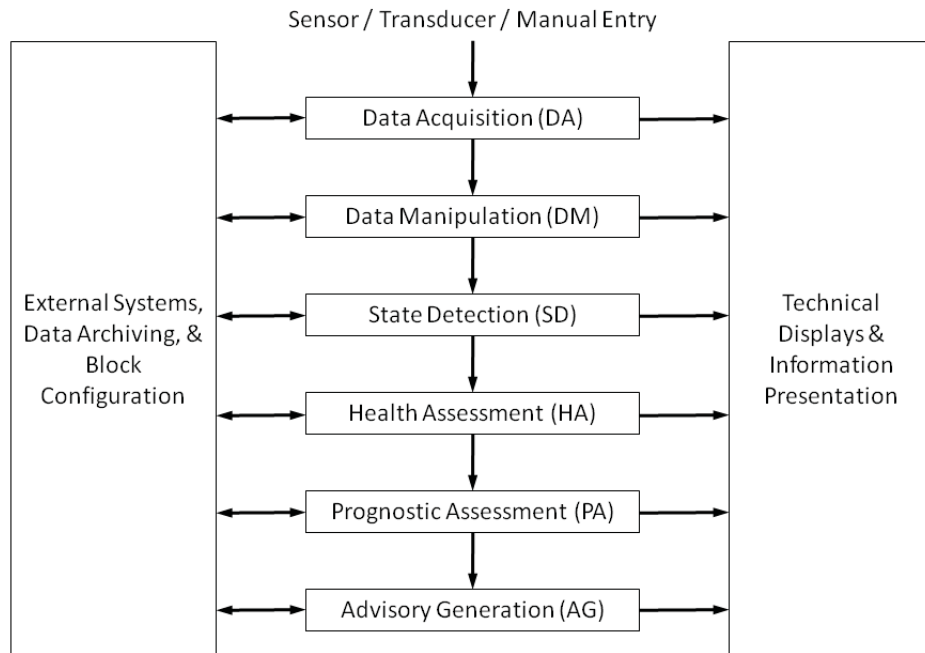 Sensor / Transducer / Manual Entry
Data Acquisition (DA)
Data Manipulation (DM)
State Detection (SD)
Health Assessment (HA)
Prognostic Assessment (PA)
Advisory Generation (AG)
External Systems,
Data Archiving, &
Block
Configuration
Technical
Displays &
Information
Presentation